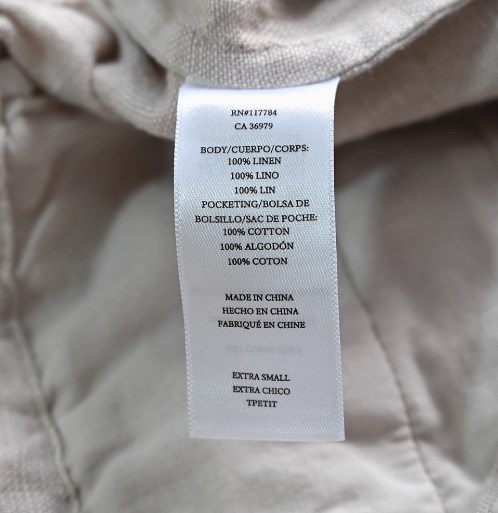 RN#117784
CA 36979
BODY/CUERPO/CORPS:
100% LINEN
100% LINO
100% LIN
POCKETING/BOLSA DE
BOLSILLO/SAC DE POCHE:
100% COTTON
100% ALGODÓN
100% COTON
MADE IN CHINA
HECHO EN CHINA
FABRIQUÉ EN CHINE
EXTRA SMALL
EXTRA CHICO
TPETIT